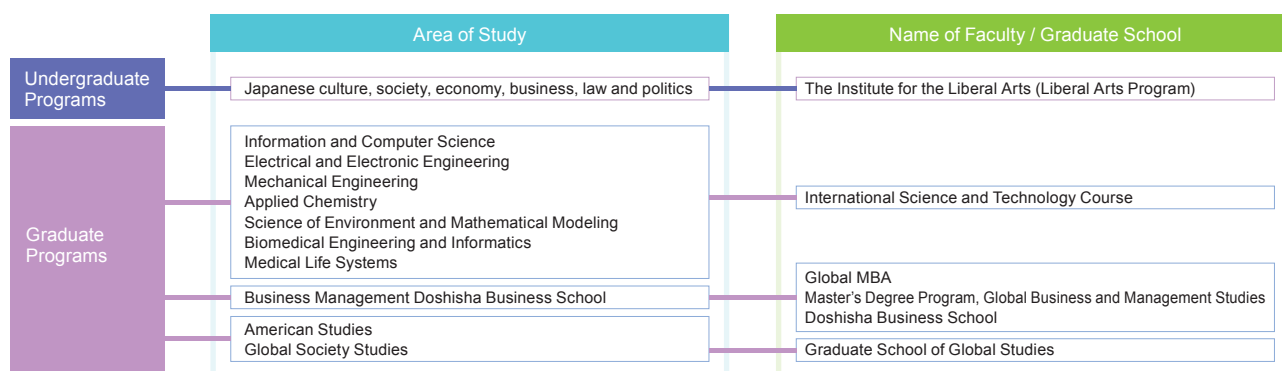 Area of Study
Name of Faculty / Graduate School
Undergraduate
Programs
Japanese culture, society, economy, business, law and politics
The Institute for the Liberal Arts (Liberal Arts Program)
Graduate
Programs
Information and Computer Science
Electrical and Electronic Engineering
Mechanical Engineering
Applied Chemistry
Science of Environment and Mathematical Modeling
Biomedical Engineering and Informatics
Medical Life Systems
International Science and Technology Course
Business Management Doshisha Business School
Global MBA
Master's Degree Program, Global Business and Management Studies
Doshisha Business School
American Studies
Global Society Studies
Graduate School of Global Studies